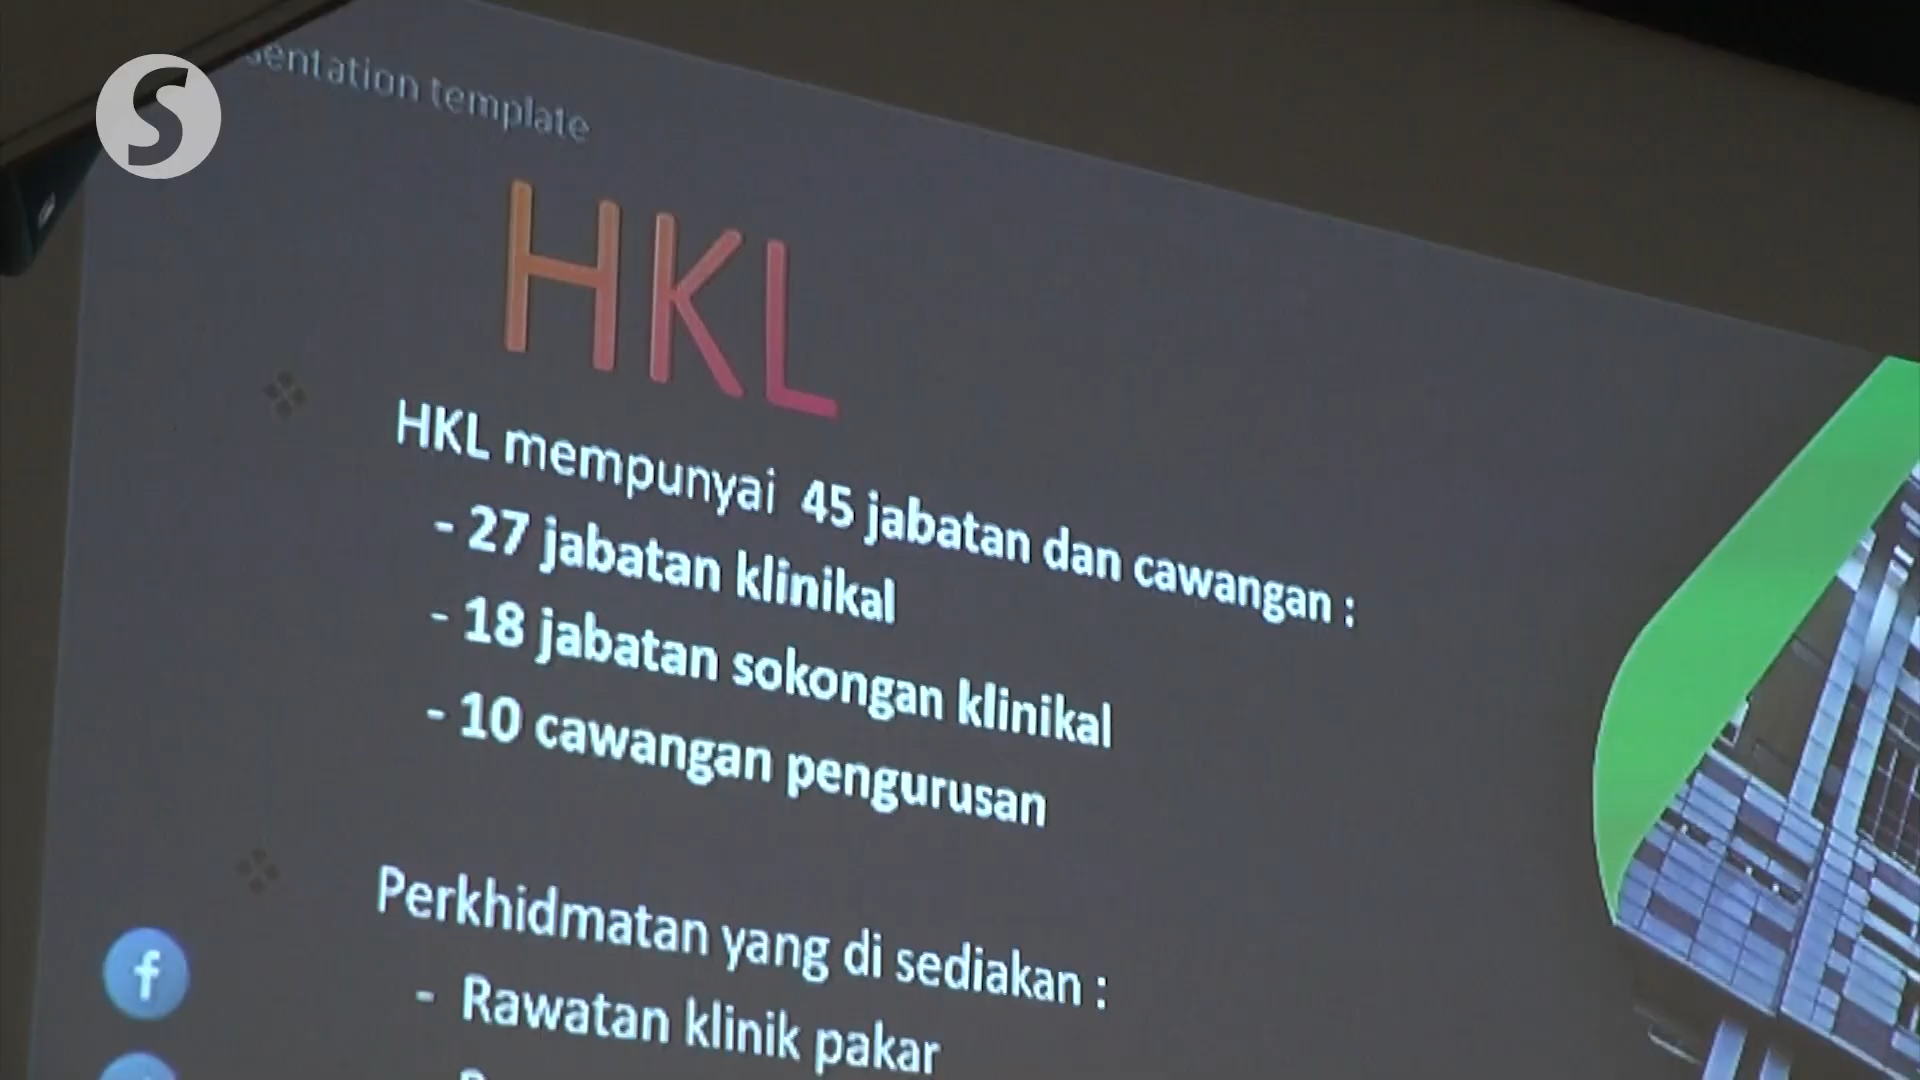 S
sentation template
HKL
HKL mempunyai 45 jabatan dan cawangan :
- 27 jabatan klinikal
- 18 jabatan sokongan klinikal
- 10 cawangan pengurusan
Perkhidmatan yang di sediakan :
- Rawatan klinik pakar
f